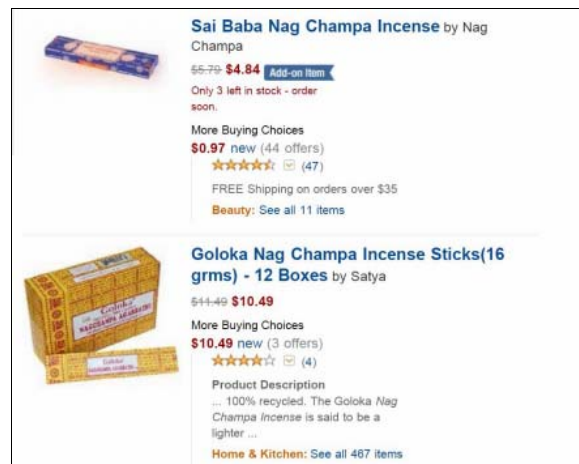 Sai Baba Nag Champa Incense by Nag
Champa
$5.79 $4.84 Add-on Item
Only 3 left in stock - order
soon.
More Buying Choices
$0.97 new (44 offers)
(47)
FREE Shipping on orders over $35
Beauty: See all 11 items
Goloka Nag Champa Incense Sticks(16
grms) - 12 Boxes by Satya
$11.49 $10.49
More Buying Choices
$10.49 new (3 offers)
(4)
Goloka
NAGCHAMPA AGARBATHI
Product Description
... 100% recycled. The Goloka Nag
Champa Incense is said to be a
lighter ...
Home & Kitchen: See all 467 items